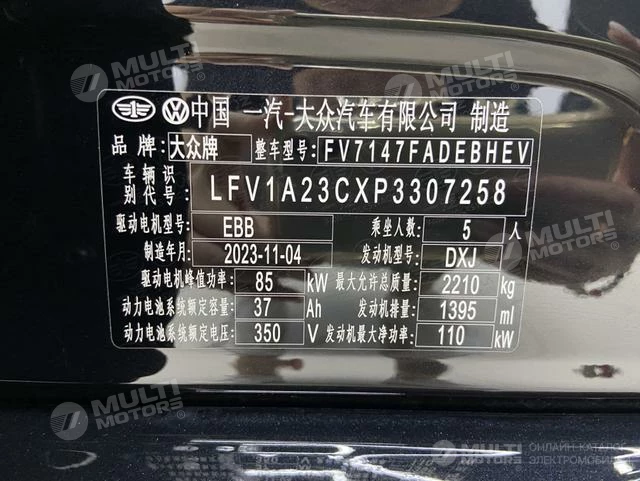 中国 一汽-大众汽车有限公司 制造
品牌: 大众牌 整车型号: FV7147FADEBHEV
车辆识别代号: LFV1A23CXP3307258
驱动电机型号: EBB 乘坐人数: 5 人
制造年月: 2023-11-04 发动机型号: DXJ
驱动电机峰值功率: 85 kW 最大允许总质量: 2210 kg
动力电池系统额定容量: 37 Ah 发动机排量: 1395 ml
动力电池系统额定电压: 350 V 发动机最大净功率: 110 kW
MULTI MOTORS
MULTI MOTORS
MULTI MOTORS
MULTI MOTORS
MULTI MOTORS
ОНЛАЙН-КАТАЛОГ
ЭЛЕКТРОМОБИЛЕЙ